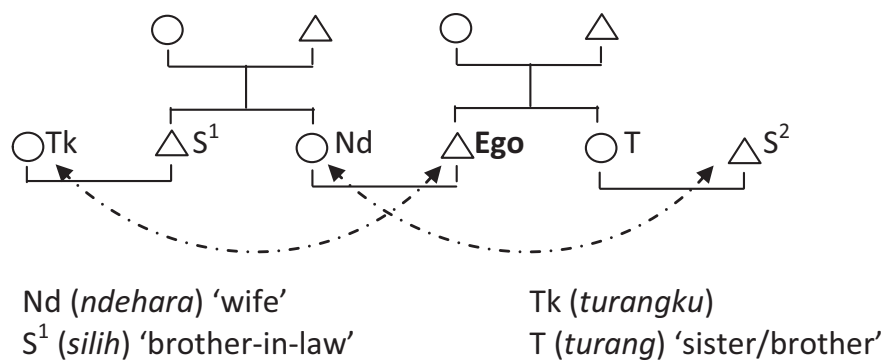 Tk S¹ Nd Ego T S²
Nd (ndehara) ‘wife’ Tk (turangku)
S¹ (silih) ‘brother-in-law’ T (turang) ‘sister/brother’